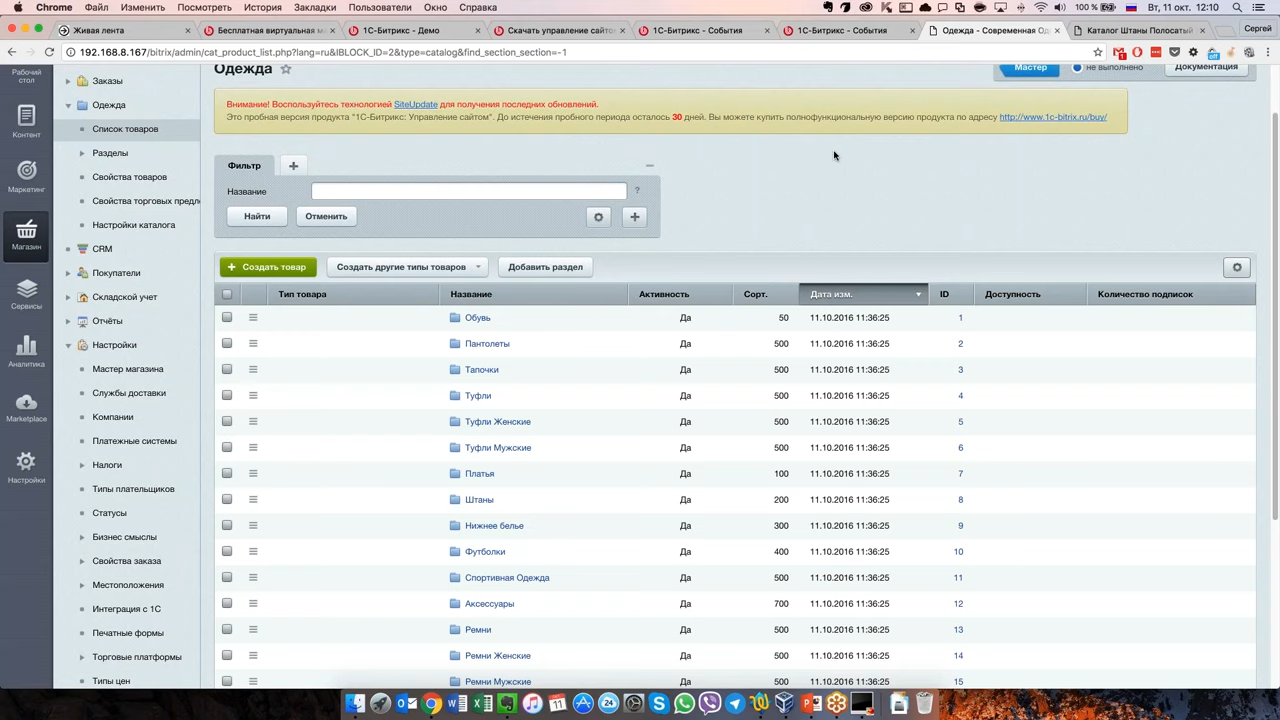 Chrome Файл Изменить Посмотреть История Закладки Пользователи Окно Справка 100 % Вт, 11 окт. 12:10
Живая лента Бесплатная виртуальная м 1С-Битрикс - Демо Скачать управление сайто 1С-Битрикс - События 1С-Битрикс - События Одежда - Современная Од Каталог Штаны Полосатый Сергей
192.168.8.167/bitrix/admin/cat_product_list.php?lang=ru&IBLOCK_ID=2&type=catalog&find_section_section=-1
Рабочий
стол
Контент
Маркетинг
Магазин
Сервисы
Аналитика
Marketplace
Настройки
Заказы
Одежда
Список товаров
Разделы
Свойства товаров
Свойства торговых предл
Настройки каталога
CRM
Покупатели
Складской учет
Отчёты
Настройки
Мастер магазина
Службы доставки
Компании
Платежные системы
Налоги
Типы плательщиков
Статусы
Бизнес смыслы
Свойства заказа
Местоположения
Интеграция с 1С
Печатные формы
Торговые платформы
Типы цен
Одежда Мастер не выполнено Документация
Внимание! Воспользуйтесь технологией SiteUpdate для получения последних обновлений.
Это пробная версия продукта "1С-Битрикс: Управление сайтом". До истечения пробного периода осталось 30 дней. Вы можете купить полнофункциональную версию продукта по адресу http://www.1c-bitrix.ru/buy/
Фильтр +
Название ?
Найти Отменить
+ Создать товар Создать другие типы товаров Добавить раздел
Тип товара Название Активность Сорт. Дата изм. ID Доступность Количество подписок
Обувь Да 50 11.10.2016 11:36:25 1
Пантолеты Да 500 11.10.2016 11:36:25 2
Тапочки Да 500 11.10.2016 11:36:25 3
Туфли Да 500 11.10.2016 11:36:25 4
Туфли Женские Да 500 11.10.2016 11:36:25 5
Туфли Мужские Да 500 11.10.2016 11:36:25 6
Платья Да 100 11.10.2016 11:36:25 7
Штаны Да 200 11.10.2016 11:36:25 8
Нижнее белье Да 300 11.10.2016 11:36:25 9
Футболки Да 400 11.10.2016 11:36:25 10
Спортивная Одежда Да 500 11.10.2016 11:36:25 11
Аксессуары Да 700 11.10.2016 11:36:25 12
Ремни Да 500 11.10.2016 11:36:25 13
Ремни Женские Да 500 11.10.2016 11:36:25 14
Ремни Мужские Да 500 11.10.2016 11:36:25 15